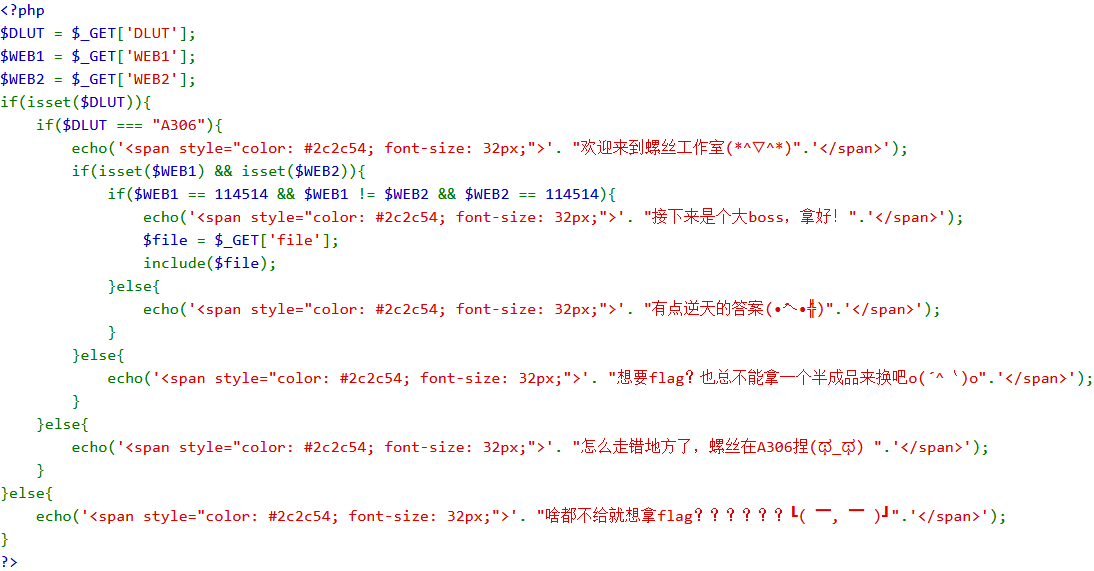 <?php
$DLUT = $_GET['DLUT'];
$WEB1 = $_GET['WEB1'];
$WEB2 = $_GET['WEB2'];
if(isset($DLUT)){
    if($DLUT === "A306"){
        echo('<span style="color: #2c2c54; font-size: 32px;">'. "欢迎来到螺丝工作室(*^▽^*)".'</span>');
        if(isset($WEB1) && isset($WEB2)){
            if($WEB1 == 114514 && $WEB1 != $WEB2 && $WEB2 == 114514){
                echo('<span style="color: #2c2c54; font-size: 32px;">'. "接下来是个大boss，拿好！".'</span>');
                $file = $_GET['file'];
                include($file);
            }else{
                echo('<span style="color: #2c2c54; font-size: 32px;">'. "有点逆天的答案(•́へ•́╬)".'</span>');
            }
        }else{
            echo('<span style="color: #2c2c54; font-size: 32px;">'. "想要flag？也总不能拿一个半成品来换吧o(´^｀)o".'</span>');
        }
    }else{
        echo('<span style="color: #2c2c54; font-size: 32px;">'. "怎么走错地方了，螺丝在A306捏(ಥ_ಥ) ".'</span>');
    }
}else{
    echo('<span style="color: #2c2c54; font-size: 32px;">'. "啥都不给就想拿flag？？？？？？┗( ▔, ▔ )┛".'</span>');
}
?>